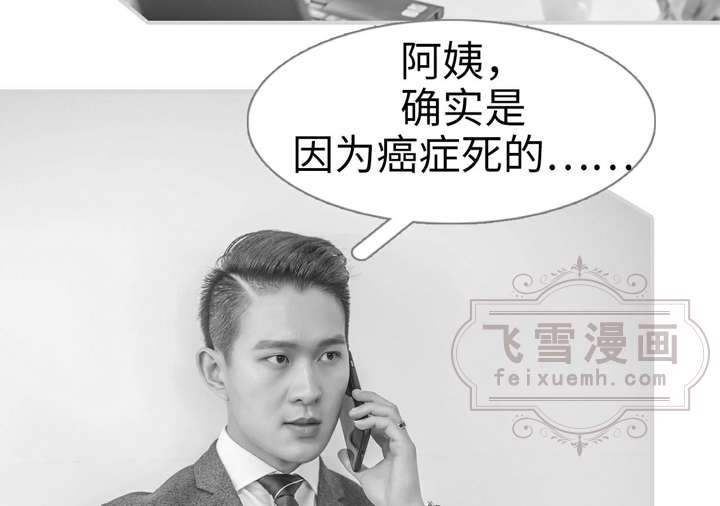 阿姨，
确实是
因为癌症死的……
飞雪漫画
feixuemh.com